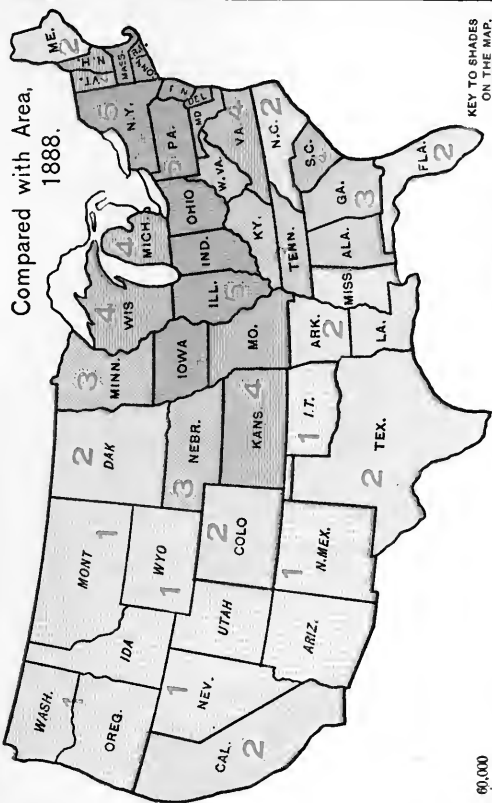 Compared with Area,
1888.
WASH.
1
OREG.
CAL.
2
NEV.
1
IDA
MONT
1
WYO
1
UTAH
ARIZ.
COLO
2
N.MEX.
1
DAK
2
NEBR.
3
KANS
4
I.T.
1
TEX.
2
MINN.
3
IOWA
MO.
ARK.
2
LA.
WIS
4
ILL.
5
MICH.
4
IND.
OHIO
KY.
TENN.
MISS.
ALA.
GA.
3
FLA.
2
S.C.
N.C.
2
VA.
4
W.VA.
MD
DEL
N J
PA.
5
N.Y.
5
VT.
N.H.
ME.
2
MASS.
KEY TO SHADES
ON THE MAP.
60,000